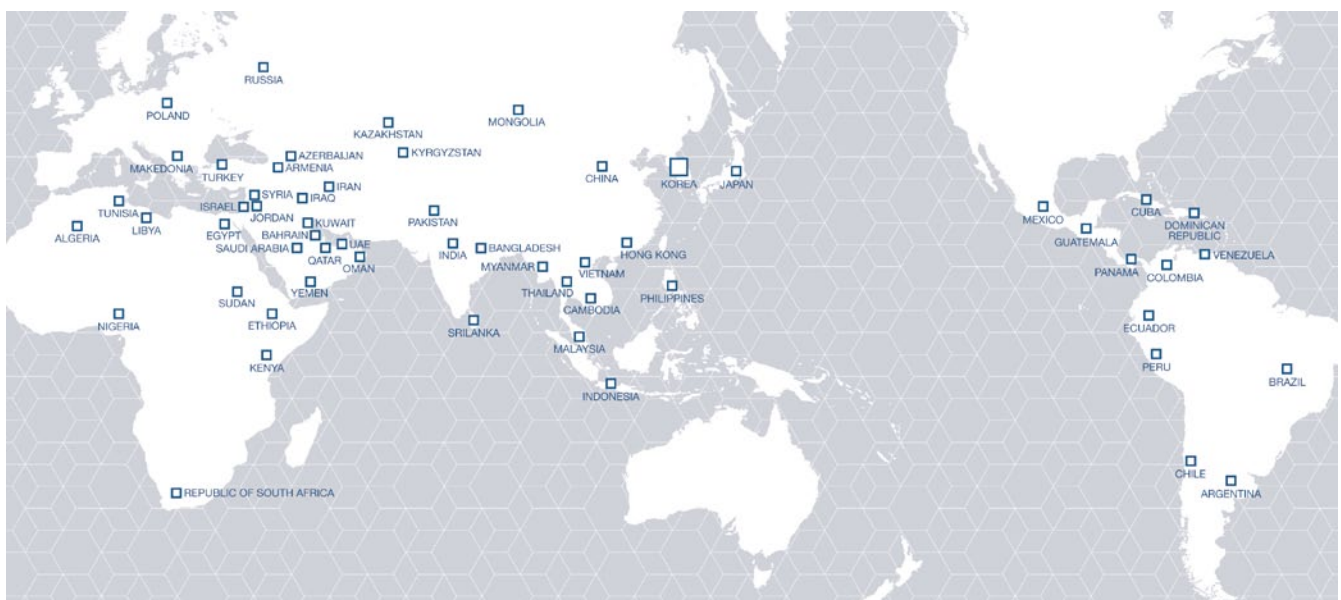 RUSSIA
POLAND
KAZAKHSTAN
MONGOLIA
MAKEDONIA
TURKEY
AZERBAIJAN
ARMENIA
KYRGYZSTAN
CHINA
KOREA
JAPAN
SYRIA
IRAQ
IRAN
TUNISIA
LIBYA
ALGERIA
ISRAEL
JORDAN
EGYPT
KUWAIT
BAHRAIN
SAUDI ARABIA
QATAR
UAE
OMAN
YEMEN
PAKISTAN
INDIA
BANGLADESH
MYANMAR
HONG KONG
VIETNAM
THAILAND
CAMBODIA
PHILIPPINES
SRILANKA
MALAYSIA
INDONESIA
SUDAN
ETHIOPIA
NIGERIA
KENYA
REPUBLIC OF SOUTH AFRICA
MEXICO
CUBA
DOMINICAN
REPUBLIC
GUATEMALA
PANAMA
COLOMBIA
VENEZUELA
ECUADOR
PERU
BRAZIL
CHILE
ARGENTINA